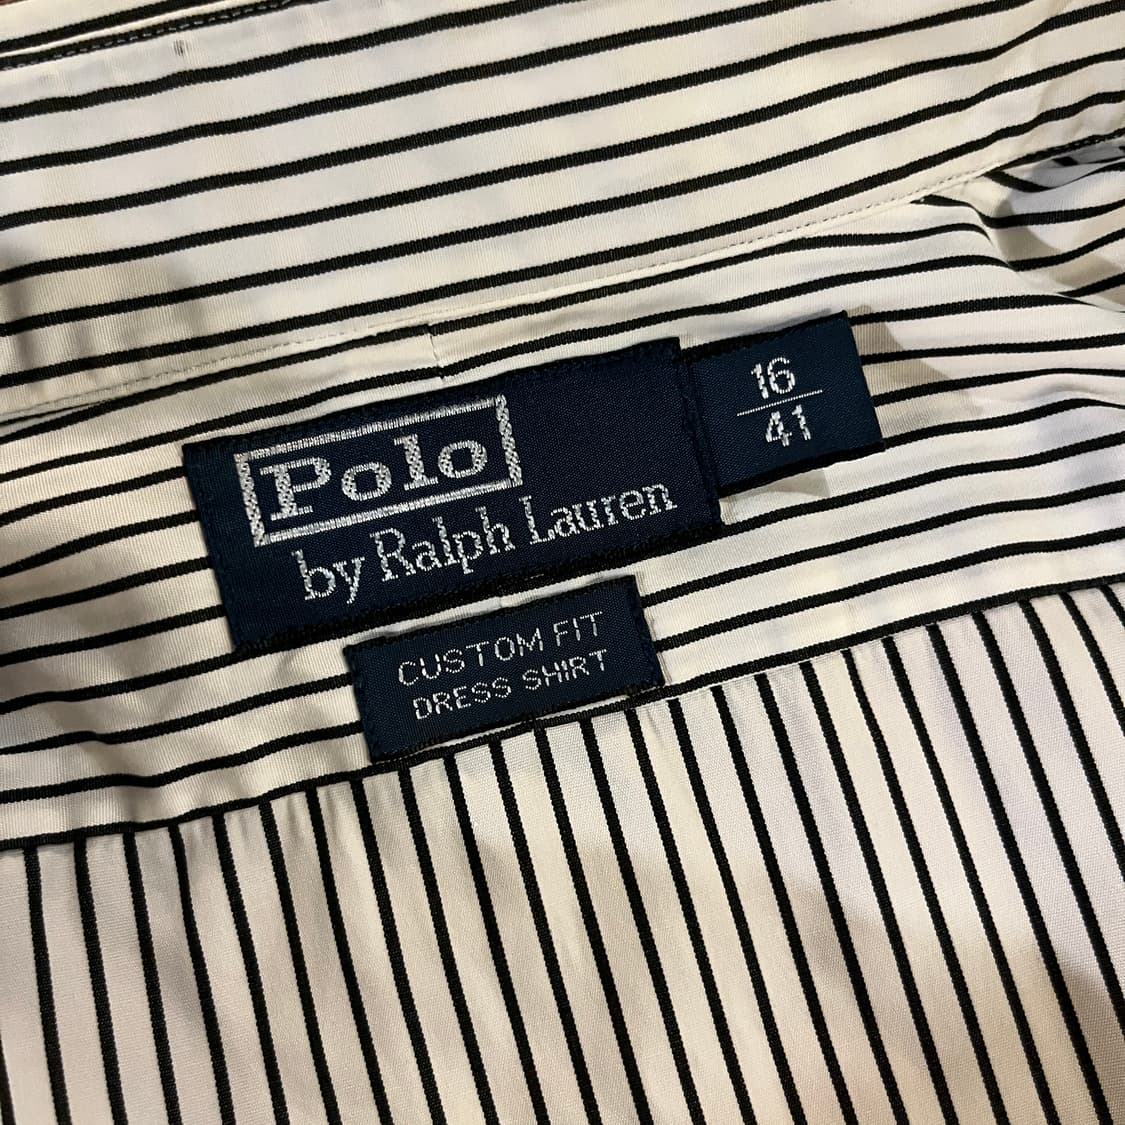 Polo
by Ralph Lauren
16
41
CUSTOM FIT
DRESS SHIRT